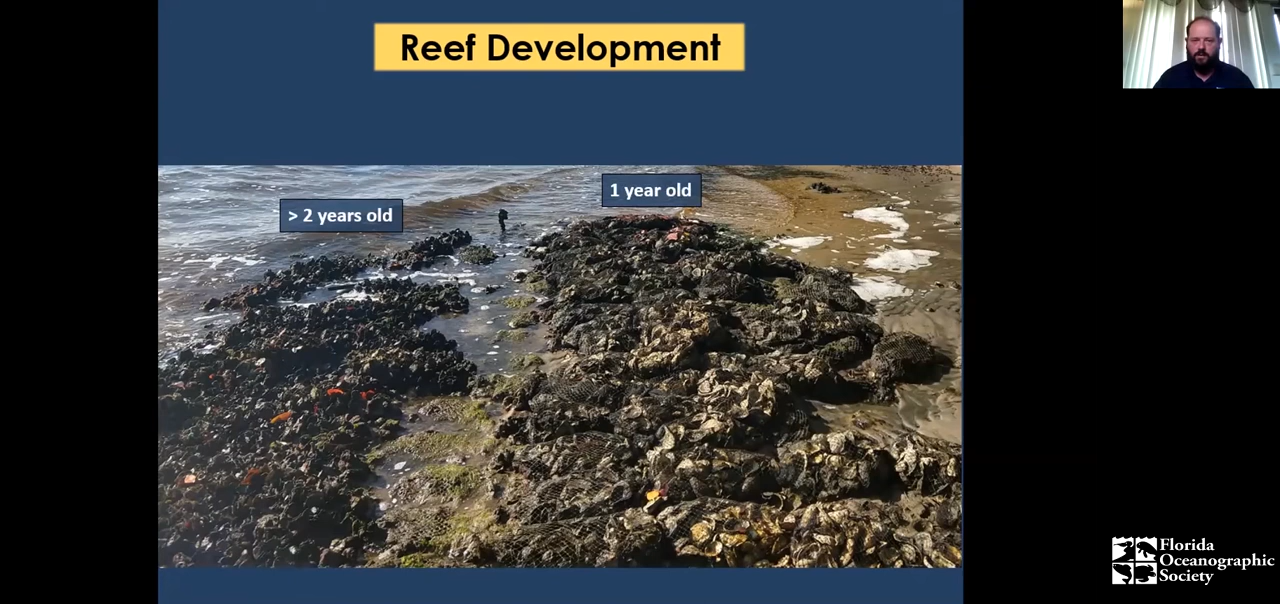 Reef Development
> 2 years old
1 year old
Florida
Oceanographic
Society